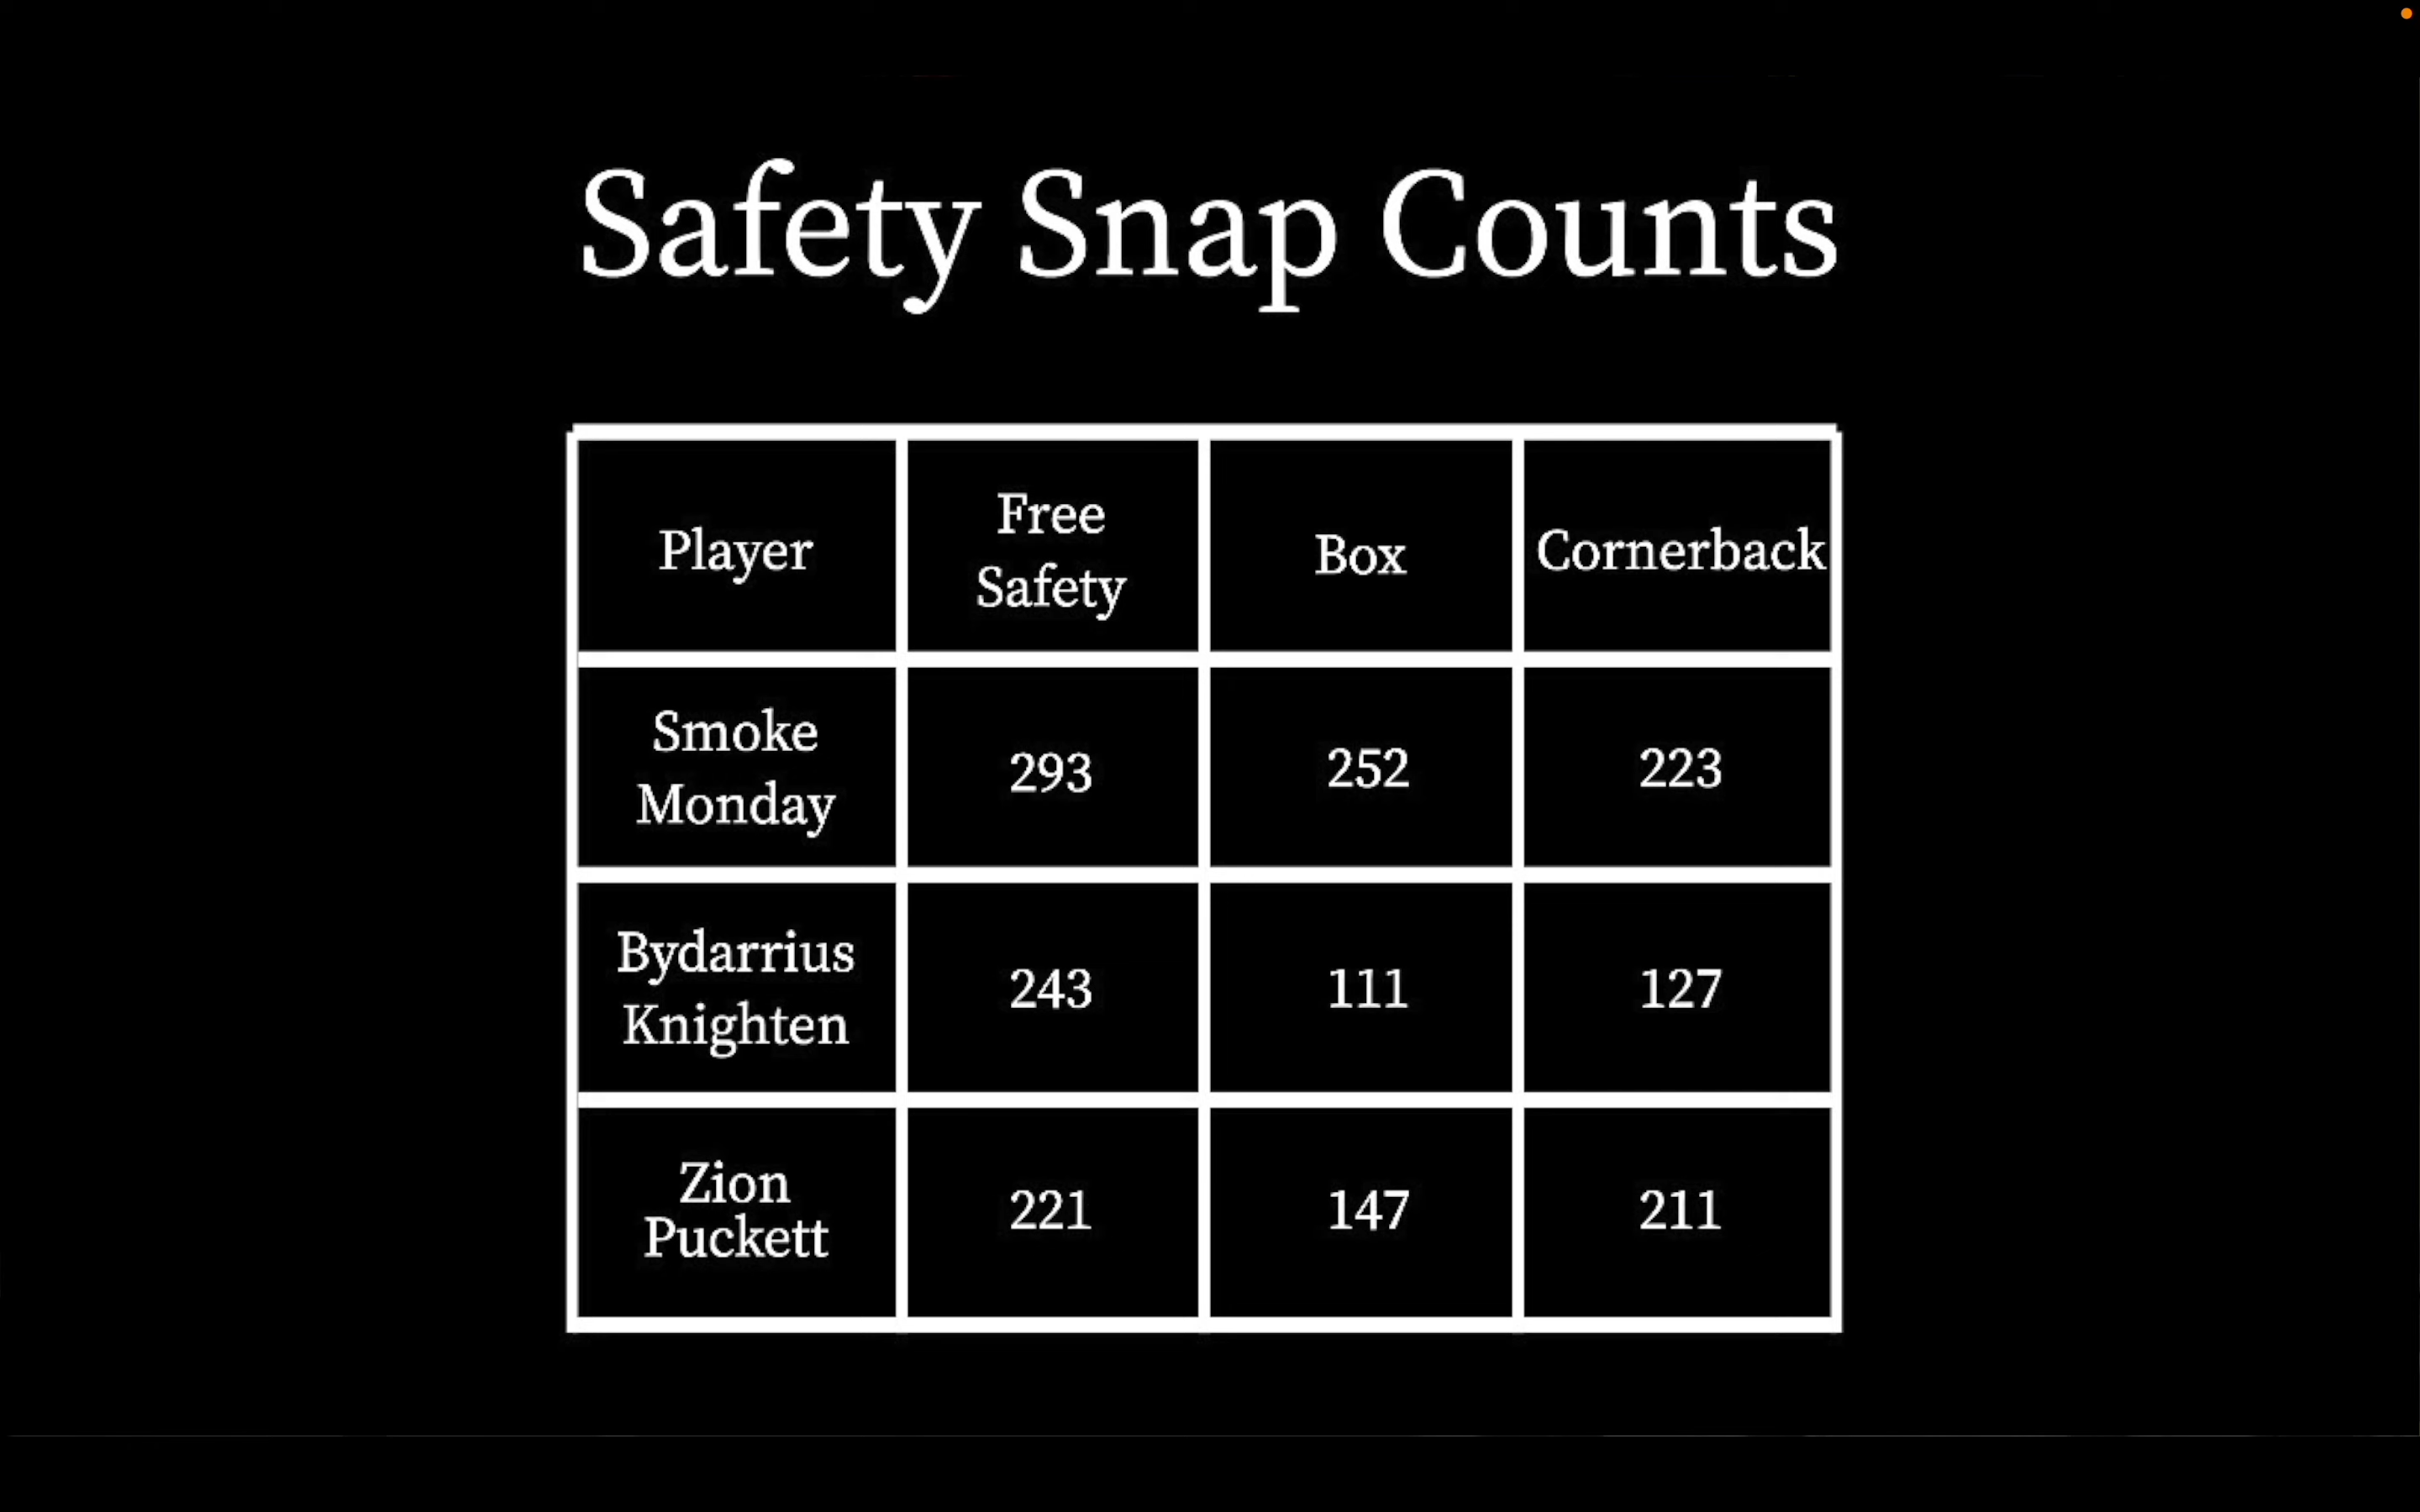 Safety Snap Counts
Player
Free
Safety
Box
Cornerback
Smoke
Monday
293
252
223
Bydarrius
Knighten
243
111
127
Zion
Puckett
221
147
211